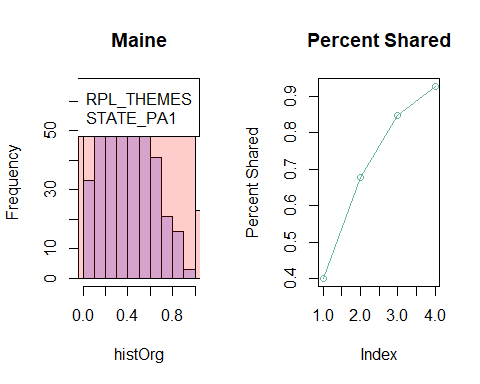 Maine
RPL_THEMES
STATE_PA1
Frequency
0 10 30 50
0.0 0.4 0.8
histOrg
Percent Shared
Percent Shared
0.4 0.5 0.6 0.7 0.8 0.9
1.0 2.0 3.0 4.0
Index